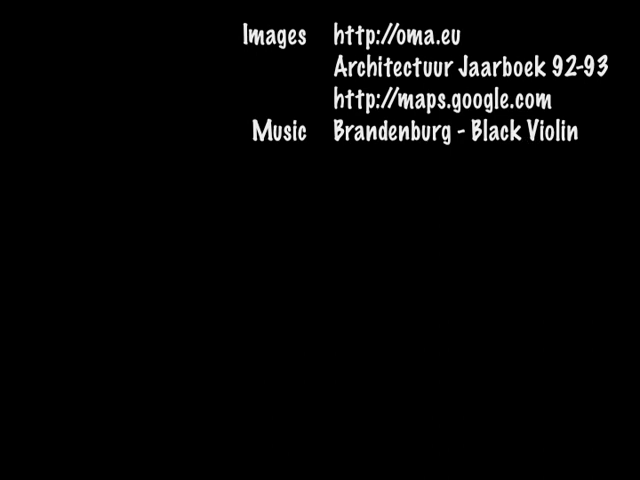 Images http://oma.eu
Architectuur Jaarboek 92-93
http://maps.google.com
Music Brandenburg - Black Violin